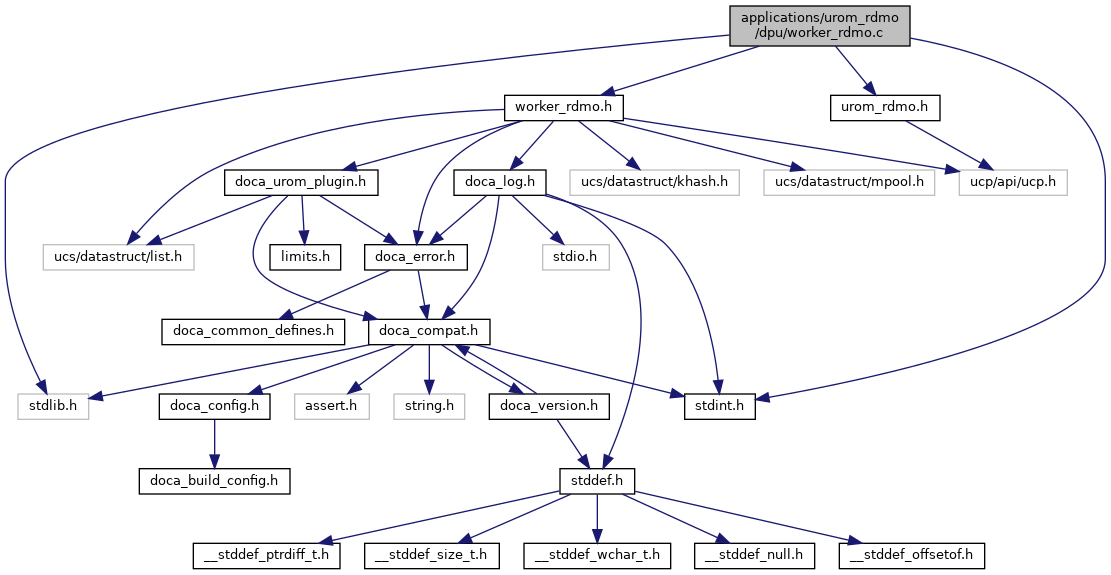 applications/urom_rdmo
/dpu/worker_rdmo.c
worker_rdmo.h
urom_rdmo.h
doca_urom_plugin.h
doca_log.h
ucs/datastruct/khash.h
ucs/datastruct/mpool.h
ucp/api/ucp.h
ucs/datastruct/list.h
limits.h
doca_error.h
stdio.h
doca_common_defines.h
doca_compat.h
stdlib.h
doca_config.h
assert.h
string.h
doca_version.h
stdint.h
doca_build_config.h
stddef.h
__stddef_ptrdiff_t.h
__stddef_size_t.h
__stddef_wchar_t.h
__stddef_null.h
__stddef_offsetof.h